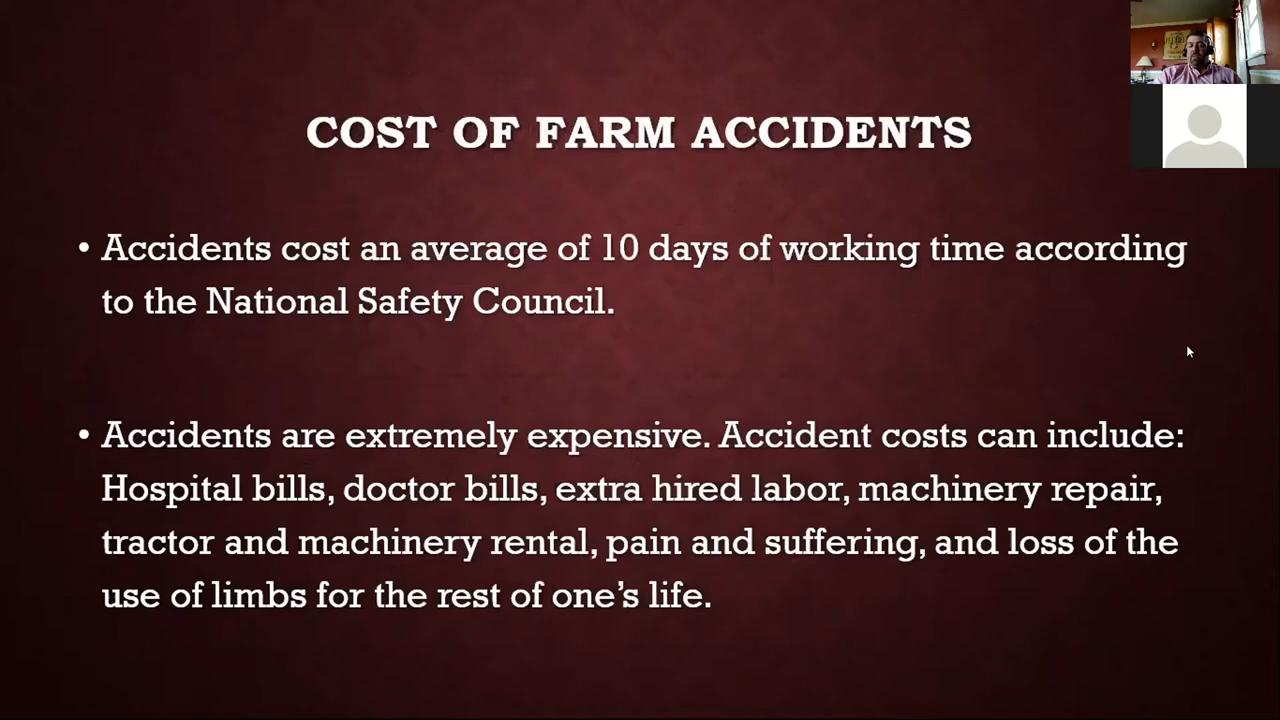 COST OF FARM ACCIDENTS
• Accidents cost an average of 10 days of working time according
to the National Safety Council.
• Accidents are extremely expensive. Accident costs can include:
Hospital bills, doctor bills, extra hired labor, machinery repair,
tractor and machinery rental, pain and suffering, and loss of the
use of limbs for the rest of one’s life.